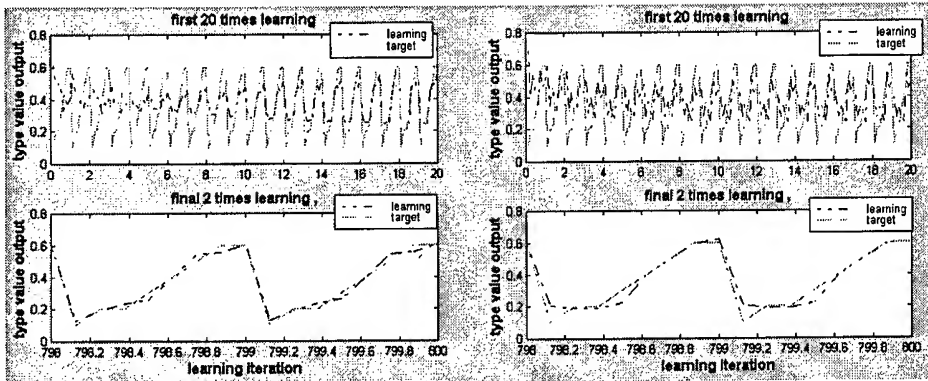 first 20 times learning
learning
target
type value output
0.8
0.6
0.4
0.2
0
0 2 4 6 8 10 12 14 16 18 20
final 2 times learning
learning
target
type value output
0.8
0.6
0.4
0.2
0
798 798.2 798.4 798.6 798.8 799 799.2 799.4 799.6 799.8 800
learning iteration
first 20 times learning
learning
target
type value output
0.8
0.6
0.4
0.2
0
0 2 4 6 8 10 12 14 16 18 20
final 2 times learning
learning
target
type value output
0.8
0.6
0.4
0.2
0
798 798.2 798.4 798.6 798.8 799 799.2 799.4 799.6 799.8 800
learning iteration